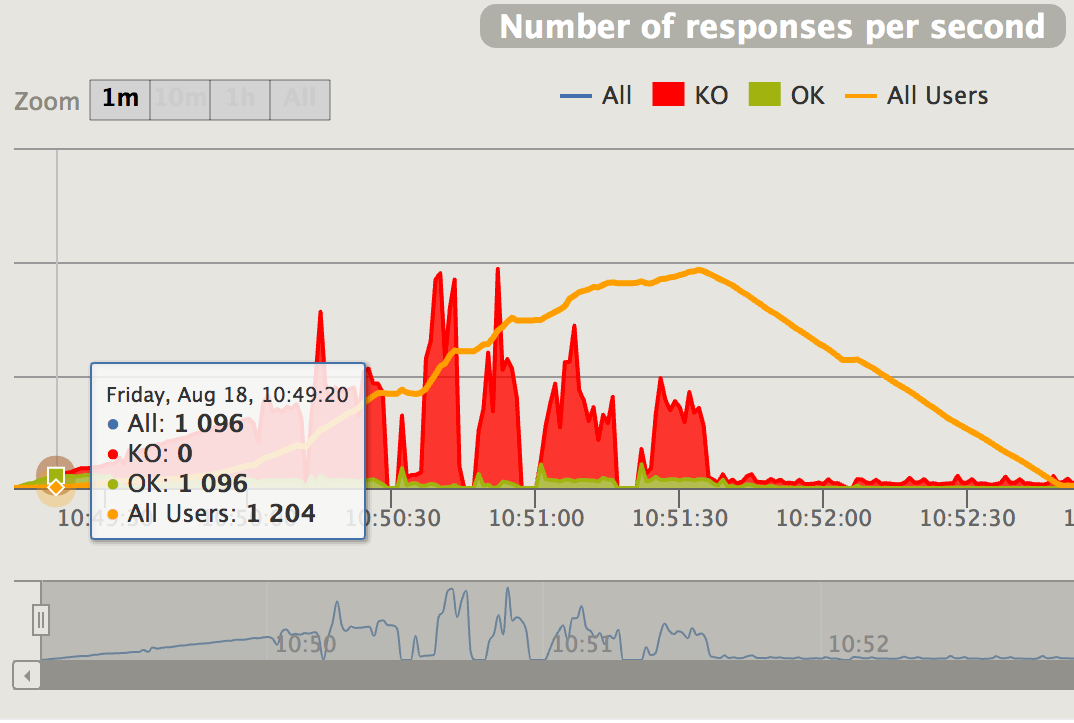 Number of responses per second
Zoom 1m 10m 1h All
All KO OK All Users
Friday, Aug 18, 10:49:20
All: 1 096
KO: 0
OK: 1 096
All Users: 1 204
10:50:30 10:51:00 10:51:30 10:52:00 10:52:30
10:50 10:51 10:52